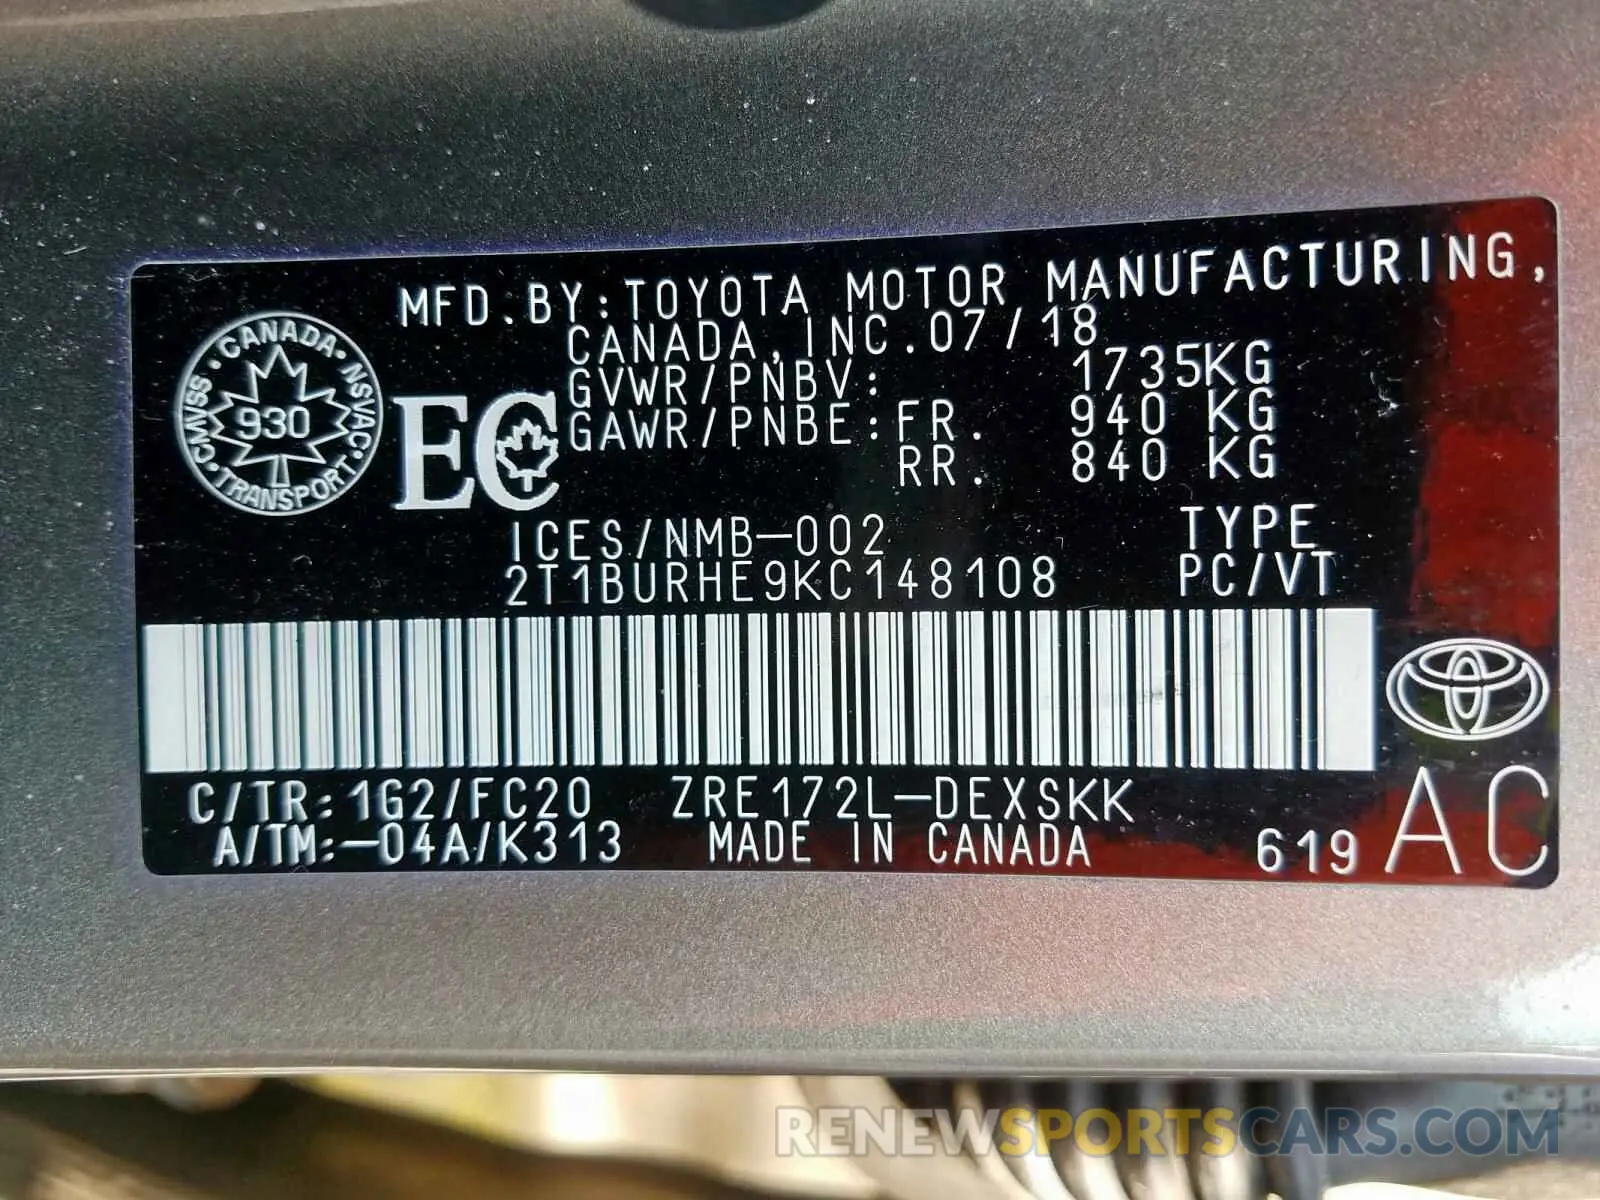 MFD.BY:TOYOTA MOTOR MANUFACTURING,
CANADA,INC.07/18
GVWR/PNBV: 1735KG
GAWR/PNBE:FR. 940 KG
RR. 840 KG
·CANADA·NSVAC·TRANSPORT·CMVSS
930
EC
ICES/NMB-002
TYPE
2T1BURHE9KC148108
PC/VT
C/TR:1G2/FC20 ZRE172L-DEXSKK
A/TM:-04A/K313 MADE IN CANADA
619 AC
RENEWSPORTSCARS.COM